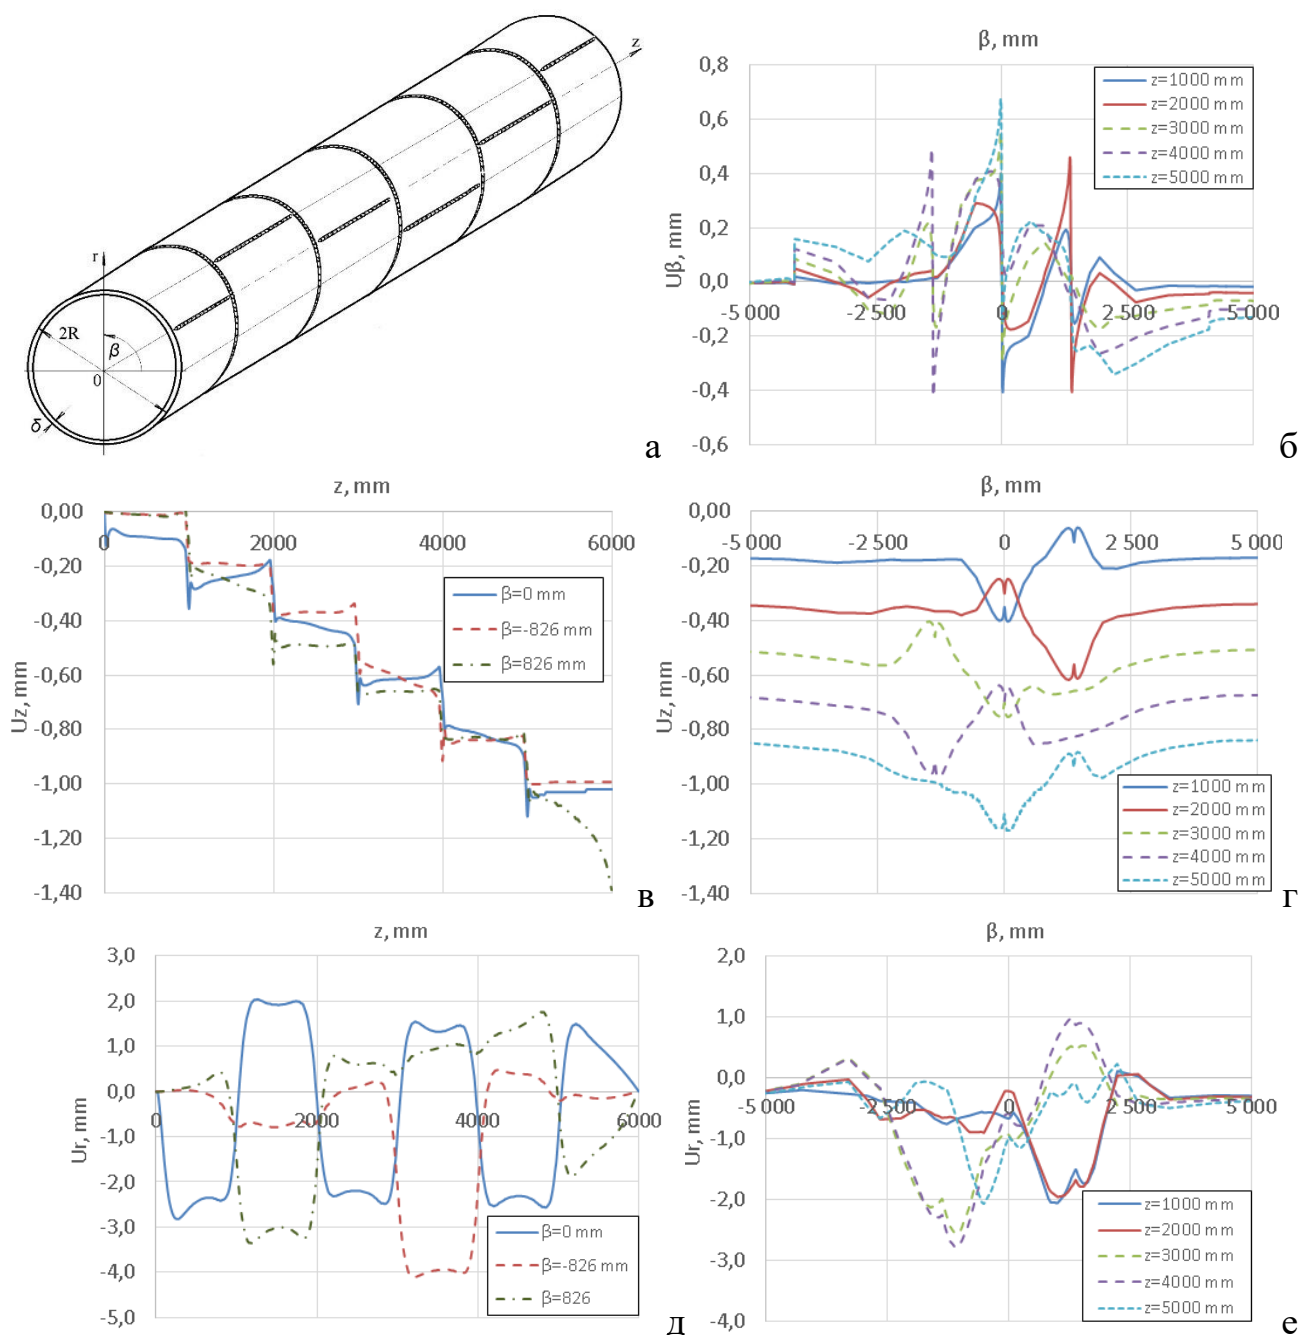 z
r
2R
β
0
δ
а
β, mm
0,8
0,6
0,4
0,2
0,0
-0,2
-0,4
-0,6
Uβ, mm
-5 000
-2 500
0
2 500
5 000
z=1000 mm
z=2000 mm
z=3000 mm
z=4000 mm
z=5000 mm
б
z, mm
0,00
-0,20
-0,40
-0,60
-0,80
-1,00
-1,20
-1,40
Uz, mm
0
2000
4000
6000
β=0 mm
β=-826 mm
β=826 mm
в
β, mm
0,00
-0,20
-0,40
-0,60
-0,80
-1,00
-1,20
-1,40
Uz, mm
-5 000
-2 500
0
2 500
5 000
z=1000 mm
z=2000 mm
z=3000 mm
z=4000 mm
z=5000 mm
г
z, mm
3,0
2,0
1,0
0,0
-1,0
-2,0
-3,0
-4,0
-5,0
Ur, mm
0
2000
4000
6000
β=0 mm
β=-826 mm
β=826
д
β, mm
2,0
1,0
0,0
-1,0
-2,0
-3,0
-4,0
Ur, mm
-5 000
-2 500
0
2 500
5 000
z=1000 mm
z=2000 mm
z=3000 mm
z=4000 mm
z=5000 mm
е